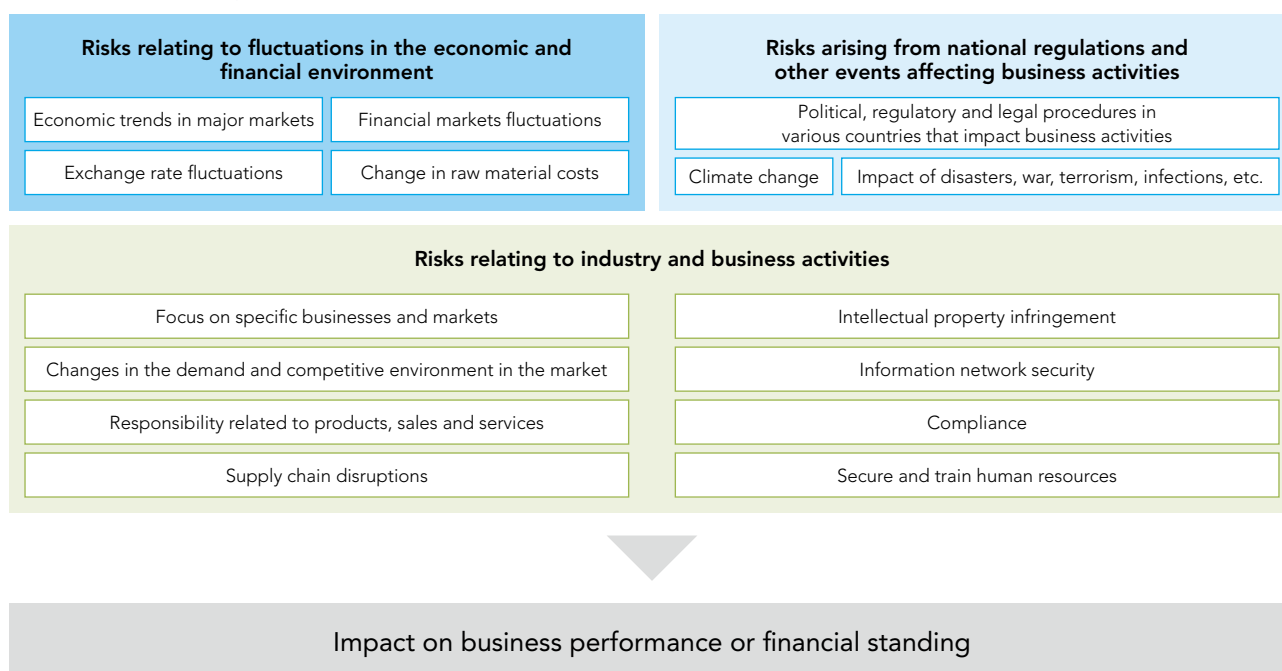 Risks relating to fluctuations in the economic and
financial environment
Economic trends in major markets
Financial markets fluctuations
Exchange rate fluctuations
Change in raw material costs
Risks arising from national regulations and
other events affecting business activities
Political, regulatory and legal procedures in
various countries that impact business activities
Climate change
Impact of disasters, war, terrorism, infections, etc.
Risks relating to industry and business activities
Focus on specific businesses and markets
Changes in the demand and competitive environment in the market
Responsibility related to products, sales and services
Supply chain disruptions
Intellectual property infringement
Information network security
Compliance
Secure and train human resources
Impact on business performance or financial standing